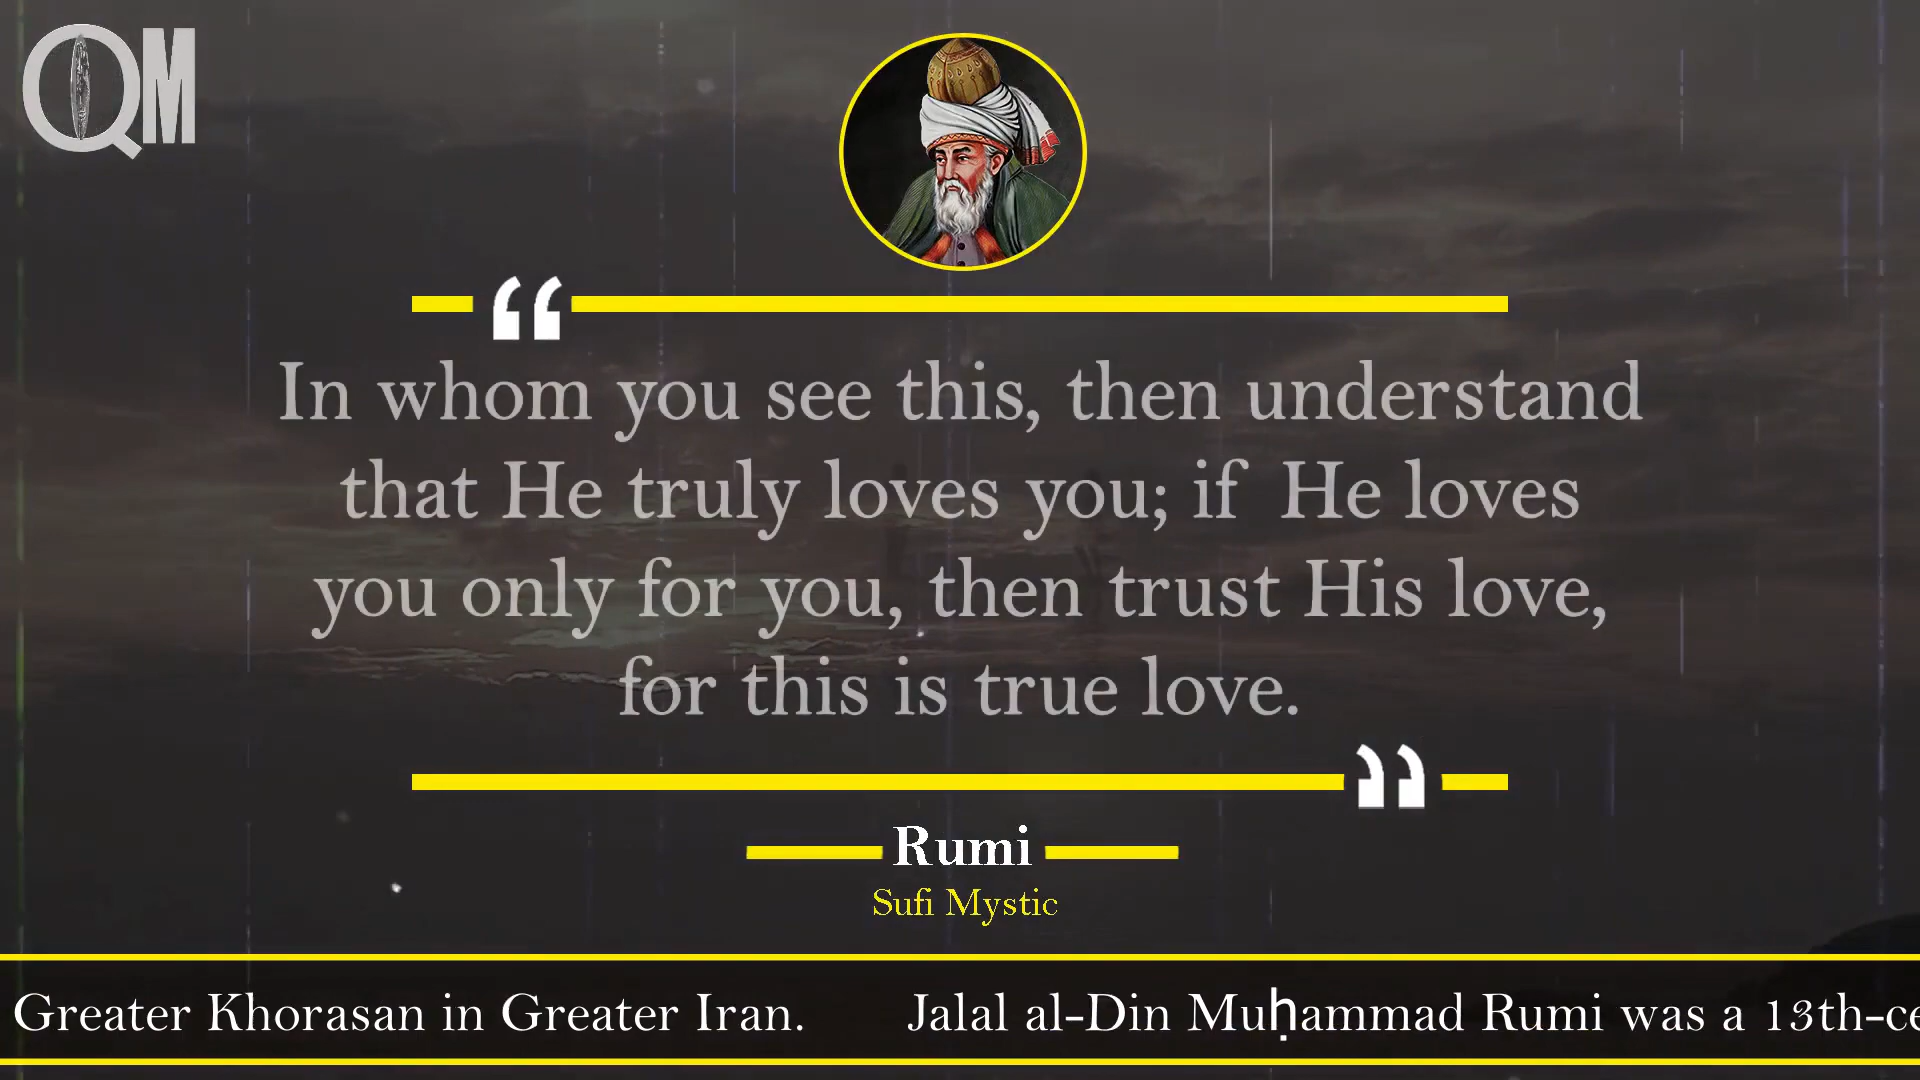 QM
“
In whom you see this, then understand
that He truly loves you; if He loves
you only for you, then trust His love,
for this is true love.
”
Rumi
Sufi Mystic
Greater Khorasan in Greater Iran. Jalal al-Din Muḥammad Rumi was a 13th-ce